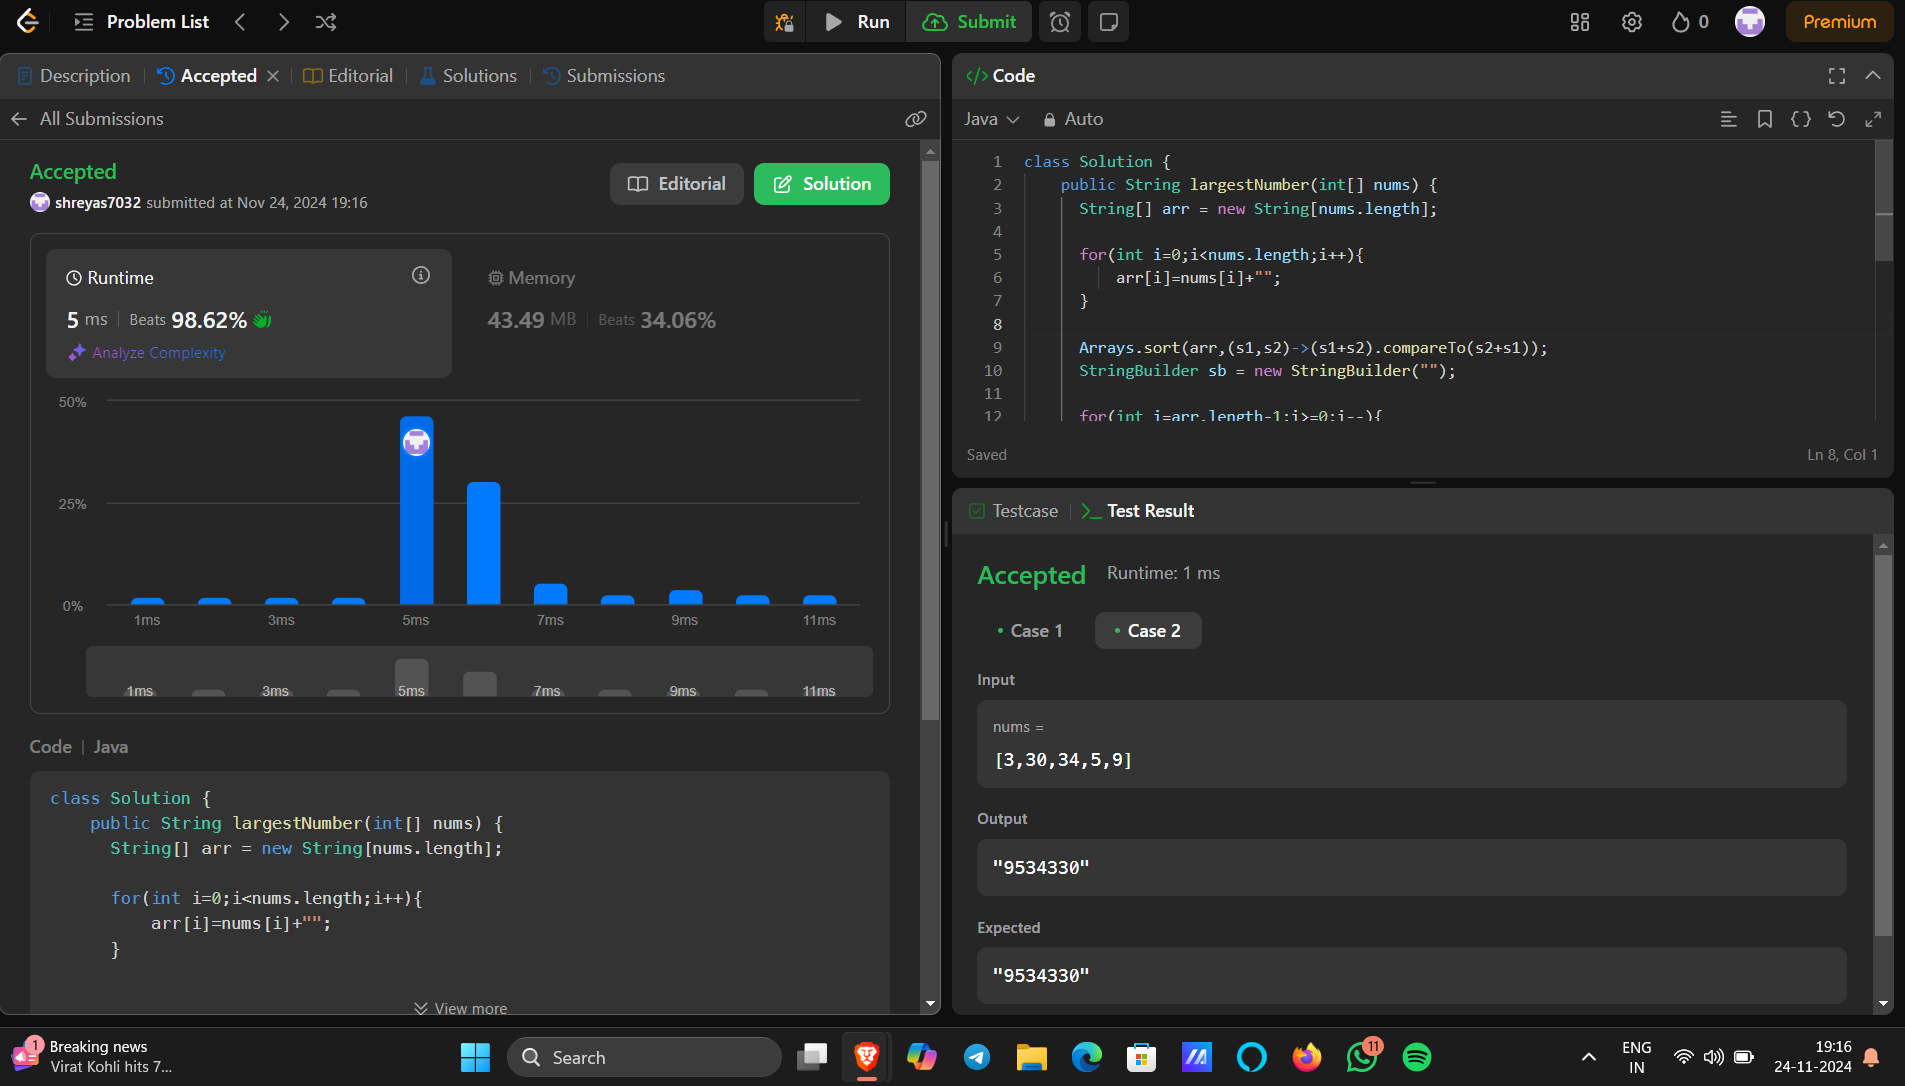 Problem List
Run
Submit
0
Premium
Description
Accepted
Editorial
Solutions
Submissions
All Submissions
Accepted
shreyas7032 submitted at Nov 24, 2024 19:16
Editorial
Solution
Runtime
5 ms
Beats 98.62%
Analyze Complexity
Memory
43.49 MB
Beats 34.06%
50%
25%
0%
1ms
3ms
5ms
7ms
9ms
11ms
1ms
3ms
5ms
7ms
9ms
11ms
Code | Java
class Solution {
public String largestNumber(int[] nums) {
String[] arr = new String[nums.length];
for(int i=0;i<nums.length;i++){
arr[i]=nums[i]+"";
}
View more
</> Code
Java
Auto
1 class Solution {
2 public String largestNumber(int[] nums) {
3 String[] arr = new String[nums.length];
4
5 for(int i=0;i<nums.length;i++){
6 arr[i]=nums[i]+"";
7 }
8
9 Arrays.sort(arr,(s1,s2)->(s1+s2).compareTo(s2+s1));
10 StringBuilder sb = new StringBuilder("");
11
12 for(int i=arr.length-1;i>=0;i--){
Saved
Ln 8, Col 1
Testcase
Test Result
Accepted
Runtime: 1 ms
Case 1
Case 2
Input
nums =
[3,30,34,5,9]
Output
"9534330"
Expected
"9534330"
1
Breaking news
Virat Kohli hits 7...
Search
11
ENG
IN
19:16
24-11-2024